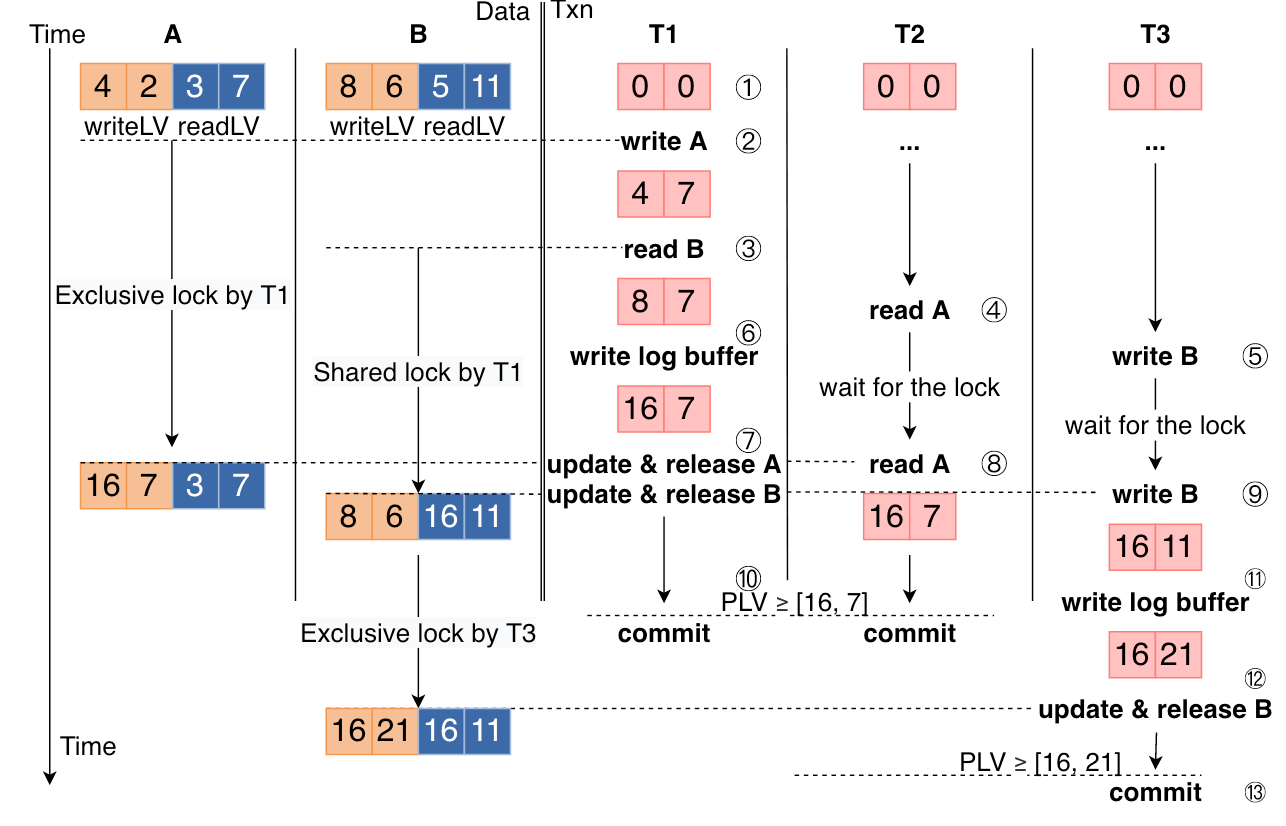 Data Txn
Time A B T1 T2 T3
4 2 3 7 8 6 5 11 0 0 ① 0 0 0 0
writeLV readLV writeLV readLV
write A ② ... ...
4 7
read B ③
Exclusive lock by T1 8 7 read A ④
⑥
write log buffer write B ⑤
Shared lock by T1 wait for the lock
16 7 wait for the lock
⑦
update & release A read A ⑧
16 7 3 7 update & release B write B ⑨
8 6 16 11 16 7
16 11
⑩ ⑪
PLV ≥ [16, 7] write log buffer
Exclusive lock by T3 commit commit
16 21
⑫
update & release B
16 21 16 11
Time
PLV ≥ [16, 21]
commit ⑬